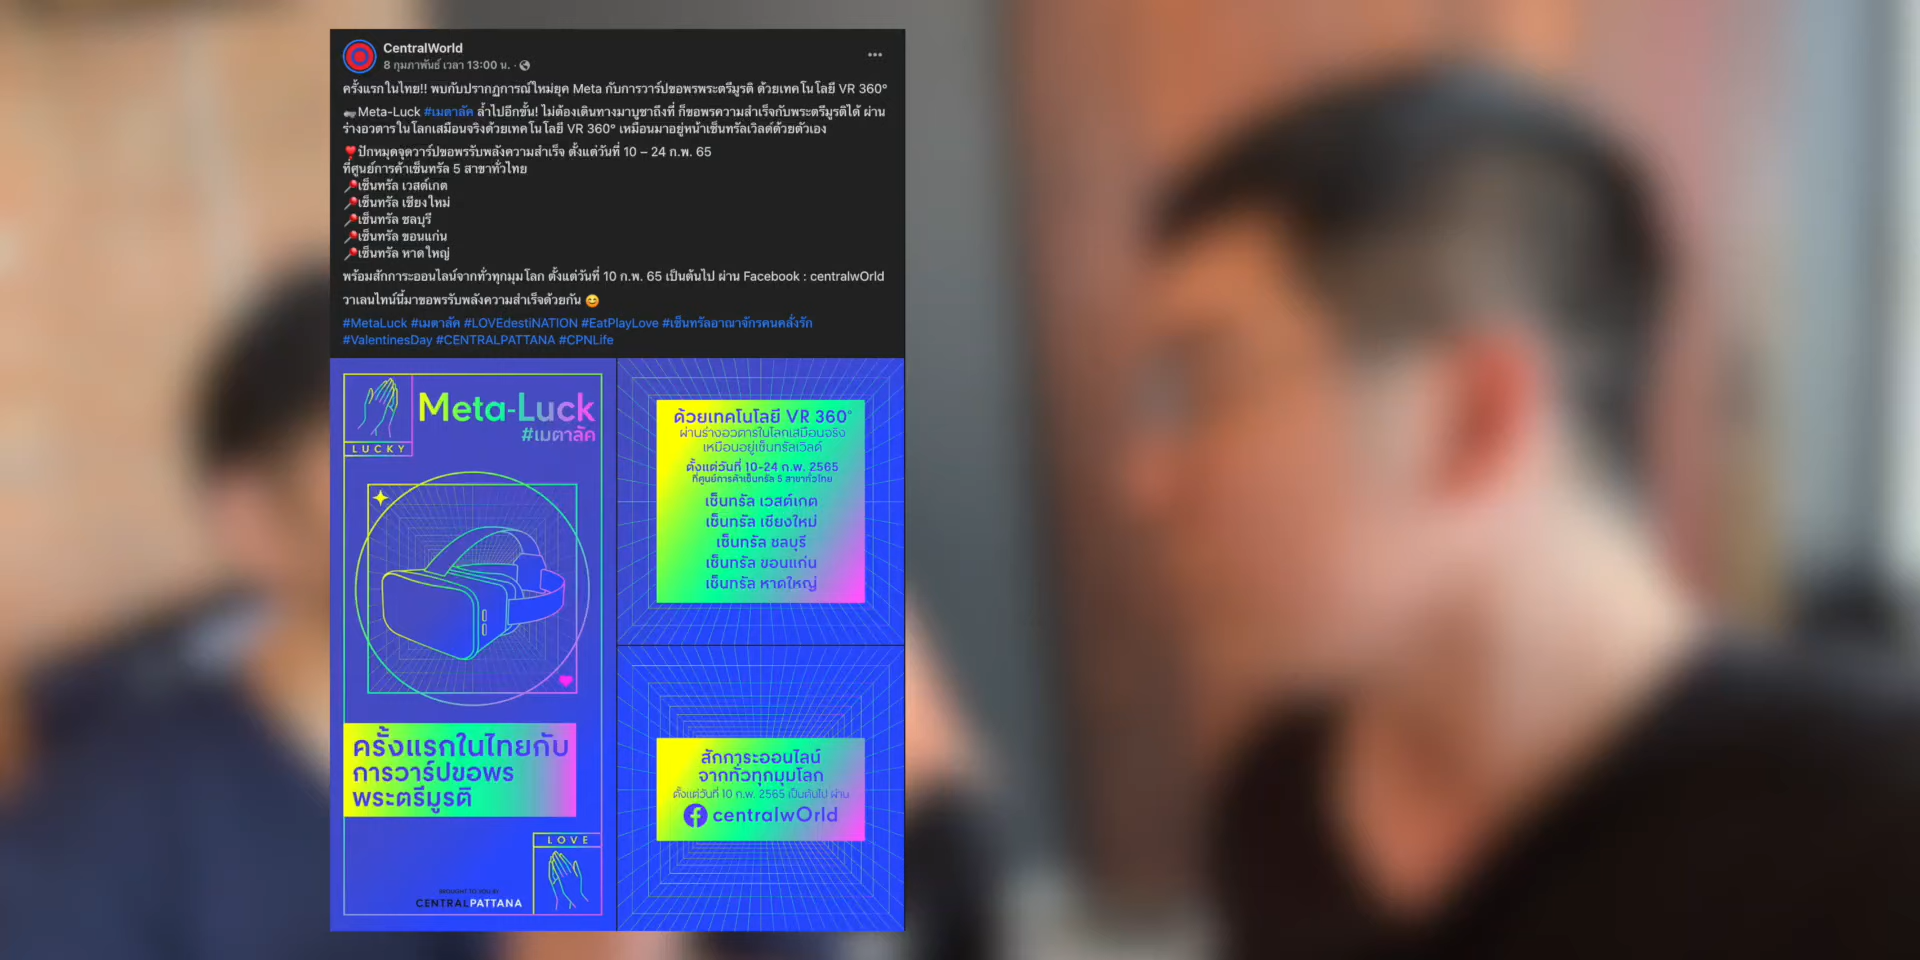 CentralWorld
8 กุมภาพันธ์ เวลา 13:00 น. ·
ครั้งแรกในไทย!! พบกับปรากฏการณ์ใหม่ยุค Meta กับการวาร์ปขอพรพระตรีมูรติ ด้วยเทคโนโลยี VR 360°
Meta-Luck #เมตาลัค ล้ำไปอีกขั้น! ไม่ต้องเดินทางมาบูชาถึงที่ ก็ขอพรความสำเร็จกับพระตรีมูรติได้ ผ่าน
ร่างอวตารในโลกเสมือนจริงด้วยเทคโนโลยี VR 360° เหมือนมาอยู่หน้าเซ็นทรัลเวิลด์ด้วยตัวเอง
ปักหมุดจุดวาร์ปขอพรรับพลังความสำเร็จ ตั้งแต่วันที่ 10 – 24 ก.พ. 65
ที่ศูนย์การค้าเซ็นทรัล 5 สาขาทั่วไทย
เซ็นทรัล เวสต์เกต
เซ็นทรัล เชียงใหม่
เซ็นทรัล ชลบุรี
เซ็นทรัล ขอนแก่น
เซ็นทรัล หาดใหญ่
พร้อมสักการะออนไลน์จากทั่วทุกมุมโลก ตั้งแต่วันที่ 10 ก.พ. 65 เป็นต้นไป ผ่าน Facebook : centralwOrld
วาเลนไทน์นี้มาขอพรรับพลังความสำเร็จด้วยกัน 😊
#MetaLuck #เมตาลัค #LOVEdestiNATION #EatPlayLove #เซ็นทรัลอาณาจักรคนคลั่งรัก
#ValentinesDay #CENTRALPATTANA #CPNLife
Meta-Luck
#เมตาลัค
LUCKY
ครั้งแรกในไทยกับ
การวาร์ปขอพร
พระตรีมูรติ
LOVE
BROUGHT TO YOU BY
CENTRALPATTANA
ด้วยเทคโนโลยี VR 360°
ผ่านร่างอวตารในโลกเสมือนจริง
เหมือนอยู่เซ็นทรัลเวิลด์
ตั้งแต่วันที่ 10-24 ก.พ. 2565
ที่ศูนย์การค้าเซ็นทรัล 5 สาขาทั่วไทย
เซ็นทรัล เวสต์เกต
เซ็นทรัล เชียงใหม่
เซ็นทรัล ชลบุรี
เซ็นทรัล ขอนแก่น
เซ็นทรัล หาดใหญ่
สักการะออนไลน์
จากทั่วทุกมุมโลก
ตั้งแต่วันที่ 10 ก.พ. 2565 เป็นต้นไป ผ่าน
centralwOrld